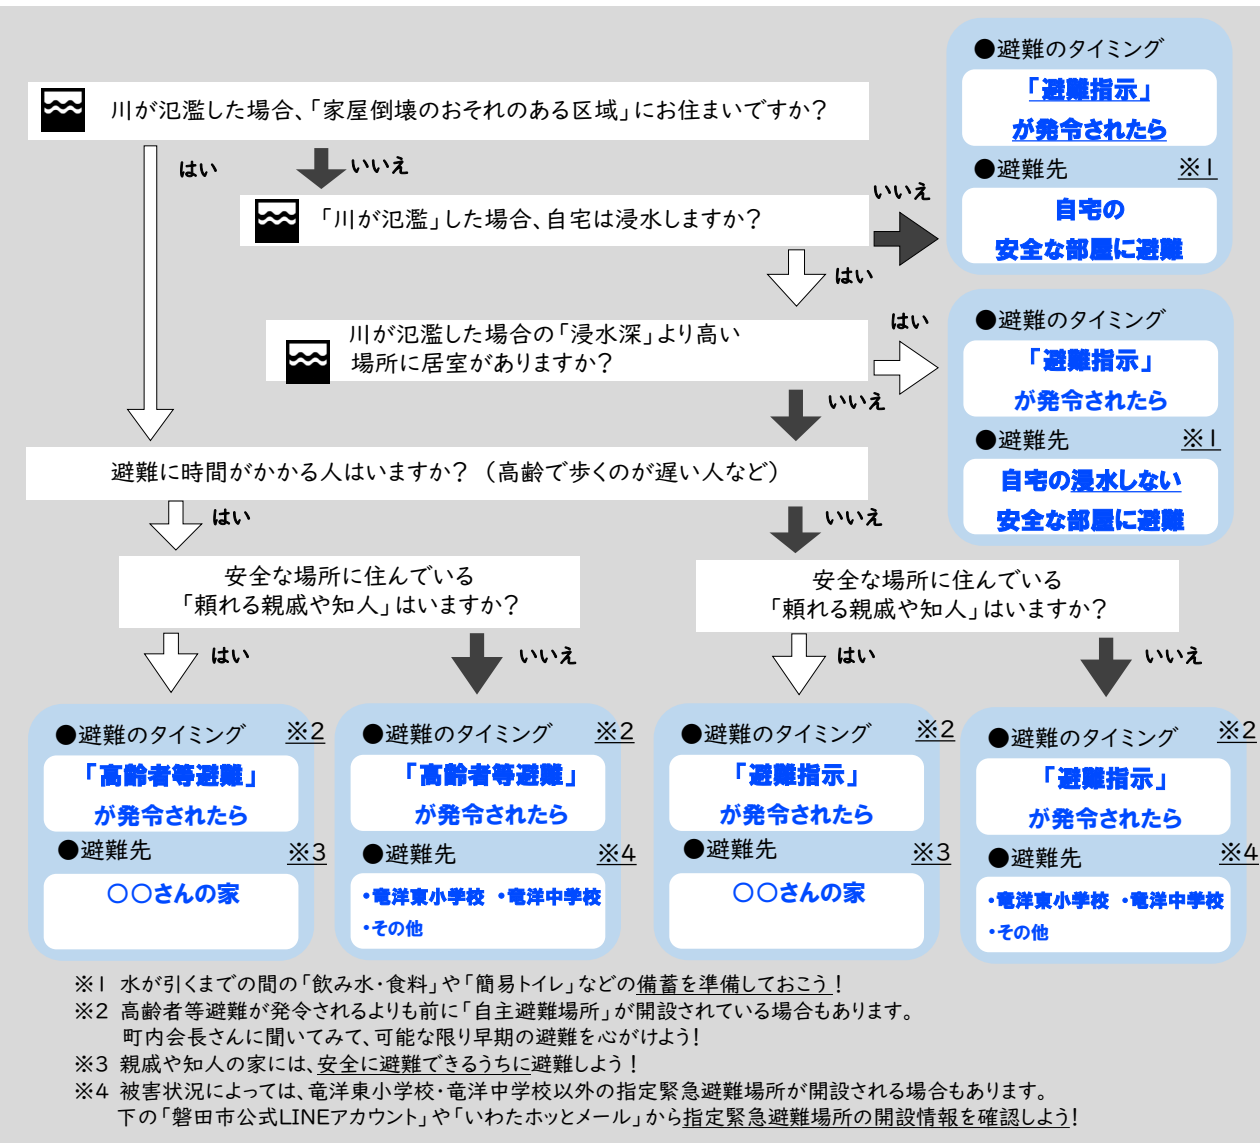 川が氾濫した場合、「家屋倒壊のおそれのある区域」にお住まいですか？
はい
いいえ
「川が氾濫」した場合、自宅は浸水しますか？
いいえ
はい
●避難のタイミング
「避難指示」
が発令されたら
●避難先 ※1
自宅の
安全な部屋に避難
川が氾濫した場合の「浸水深」より高い
場所に居室がありますか？
はい
いいえ
●避難のタイミング
「避難指示」
が発令されたら
●避難先 ※1
自宅の浸水しない
安全な部屋に避難
避難に時間がかかる人はいますか？（高齢で歩くのが遅い人など）
はい
いいえ
安全な場所に住んでいる
「頼れる親戚や知人」はいますか？
はい
いいえ
安全な場所に住んでいる
「頼れる親戚や知人」はいますか？
はい
いいえ
●避難のタイミング ※2
「高齢者等避難」
が発令されたら
●避難先 ※3
〇〇さんの家
●避難のタイミング ※2
「高齢者等避難」
が発令されたら
●避難先 ※4
・竜洋東小学校 ・竜洋中学校
・その他
●避難のタイミング ※2
「避難指示」
が発令されたら
●避難先 ※3
〇〇さんの家
●避難のタイミング ※2
「避難指示」
が発令されたら
●避難先 ※4
・竜洋東小学校 ・竜洋中学校
・その他
※1 水が引くまでの間の「飲み水・食料」や「簡易トイレ」などの備蓄を準備しておこう！
※2 高齢者等避難が発令されるよりも前に「自主避難場所」が開設されている場合もあります。
町内会長さんに聞いてみて、可能な限り早期の避難を心がけよう！
※3 親戚や知人の家には、安全に避難できるうちに避難しよう！
※4 被害状況によっては、竜洋東小学校・竜洋中学校以外の指定緊急避難場所が開設される場合もあります。
下の「磐田市公式LINEアカウント」や「いわたホッとメール」から指定緊急避難場所の開設情報を確認しよう！